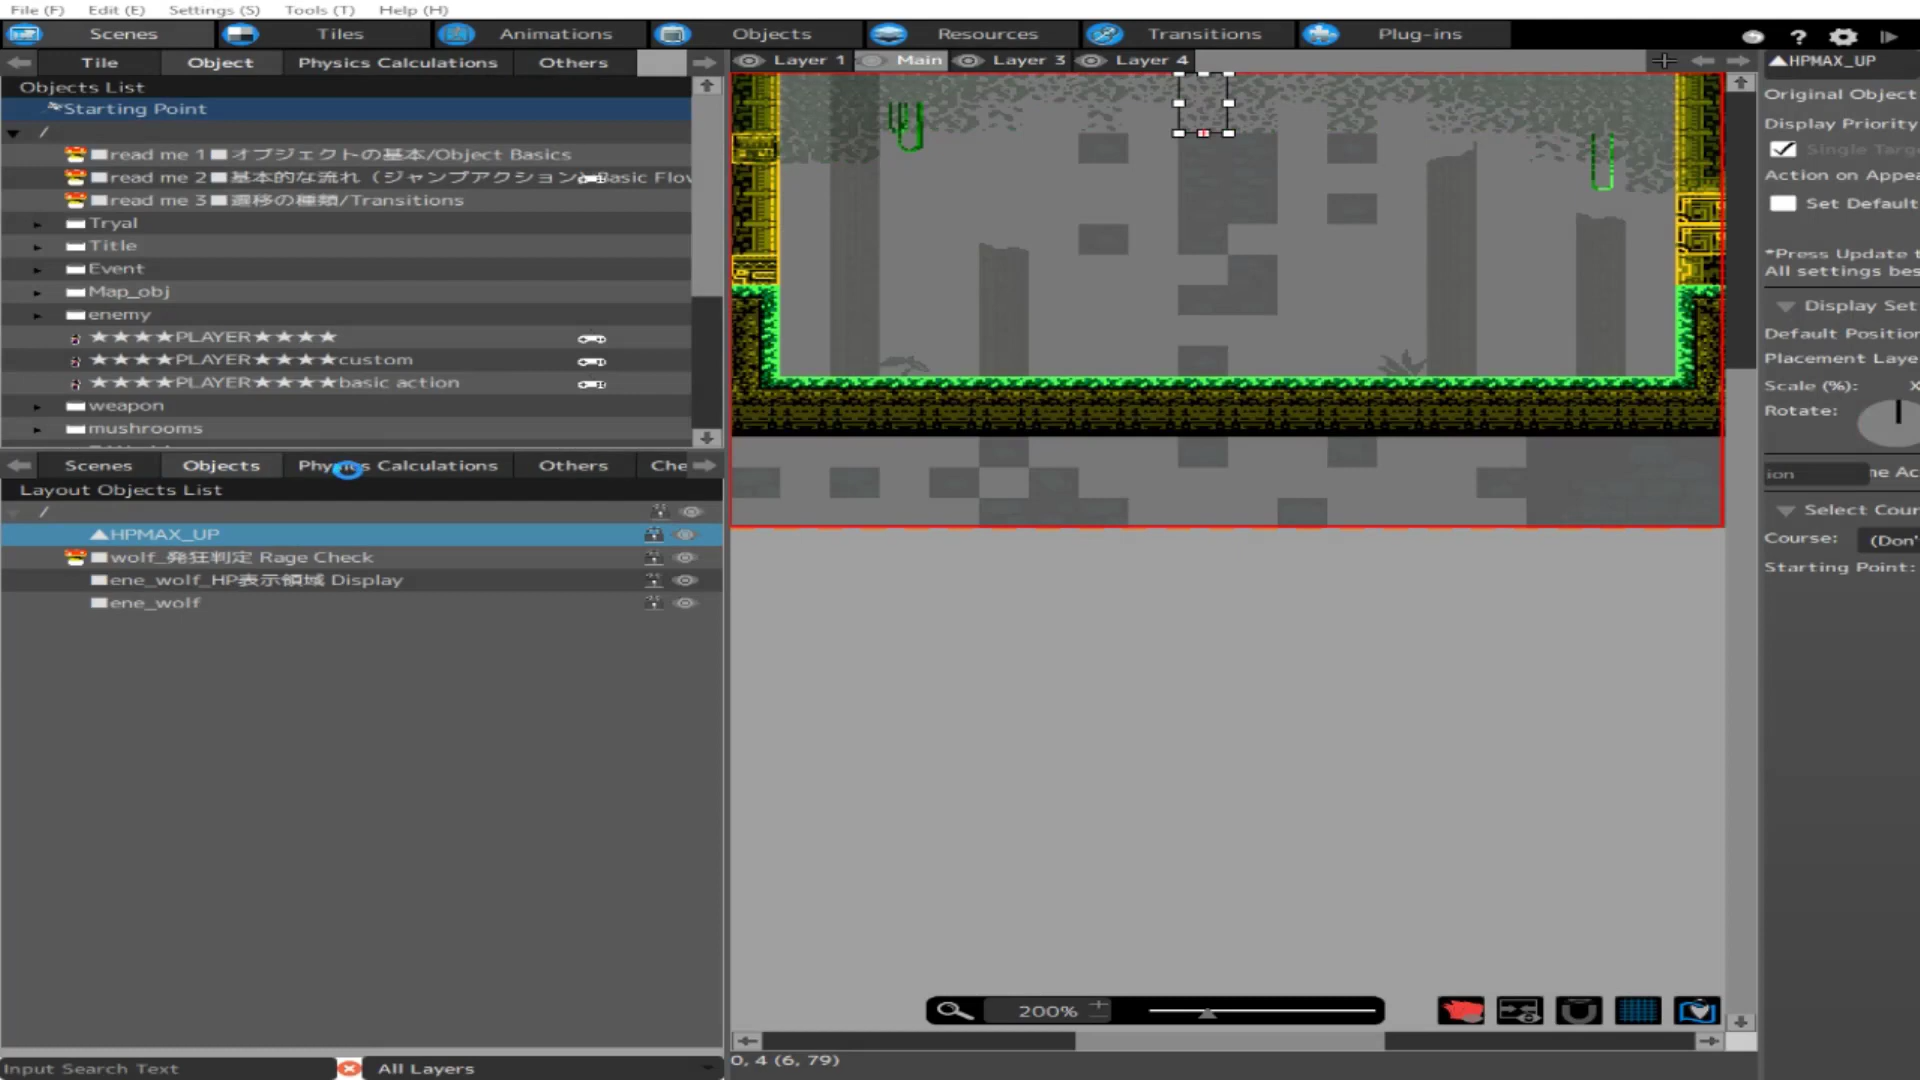 File (F) Edit (E) Settings (S) Tools (T) Help (H)
Scenes Tiles Animations Objects Resources Transitions Plug-ins
Tile Object Physics Calculations Others
Layer 1 Main Layer 3 Layer 4
▲HPMAX_UP
Objects List
Starting Point
/
■read me 1■オブジェクトの基本/Object Basics
■read me 2■基本的な流れ（ジャンプアクション）
■read me 3■遷移の種類/Transitions
Tryal
Title
Event
Map_obj
enemy
★★★★PLAYER★★★★
★★★★PLAYER★★★★custom
★★★★PLAYER★★★★basic action
weapon
mushrooms
Scenes Objects Physics Calculations Others Che
Layout Objects List
/
▲HPMAX_UP
■wolf_発狂判定 Rage Check
■ene_wolf_HP表示領域 Display
■ene_wolf
Input Search Text All Layers
200%
0, 4 (6, 79)
Original Object
Display Priority
Single Targe
Action on Appea
Set Default
*Press Update t
All settings bes
Display Set
Default Position
Placement Laye
Scale (%): X
Rotate:
ion ne Ac
Select Cour
Course: (Don'
Starting Point: